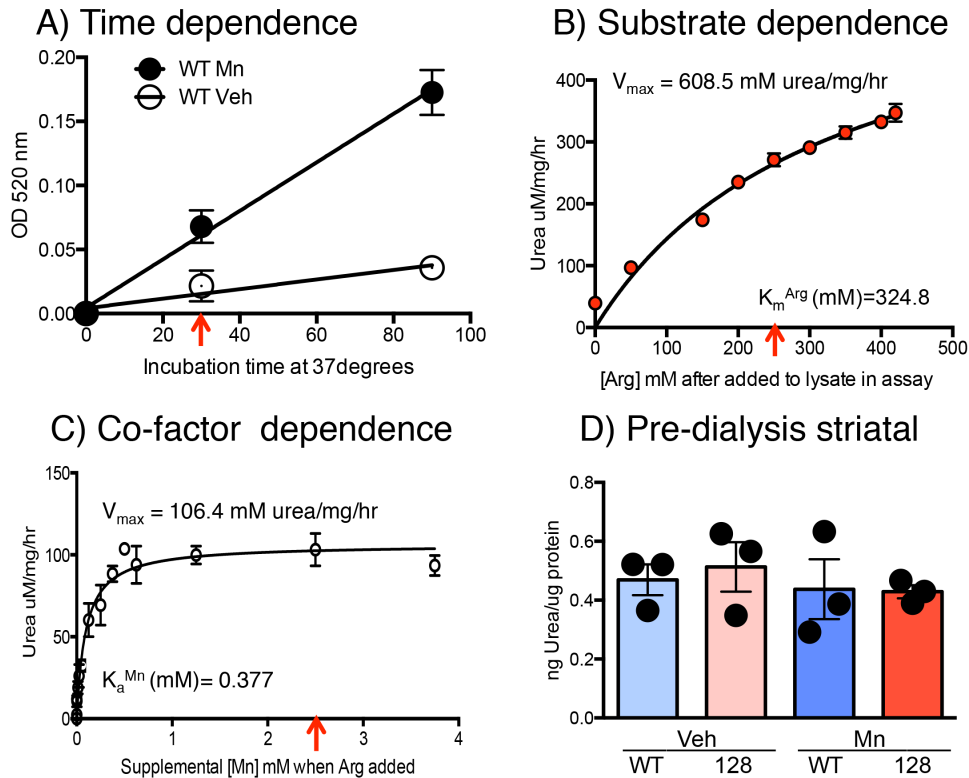 A) Time dependence
0.20
0.15
0.10
0.05
0.00
OD 520 nm
WT Mn
WT Veh
0 20 40 60 80 100
Incubation time at 37degrees
B) Substrate dependence
400
300
200
100
0
Urea uM/mg/hr
Vmax = 608.5 mM urea/mg/hr
KmArg (mM)=324.8
0 100 200 300 400 500
[Arg] mM after added to lysate in assay
C) Co-factor dependence
150
100
50
0
Urea uM/mg/hr
Vmax = 106.4 mM urea/mg/hr
KaMn (mM)= 0.377
0 1 2 3 4
Supplemental [Mn] mM when Arg added
D) Pre-dialysis striatal
0.8
0.6
0.4
0.2
0.0
ng Urea/ug protein
Veh Mn
WT 128 WT 128